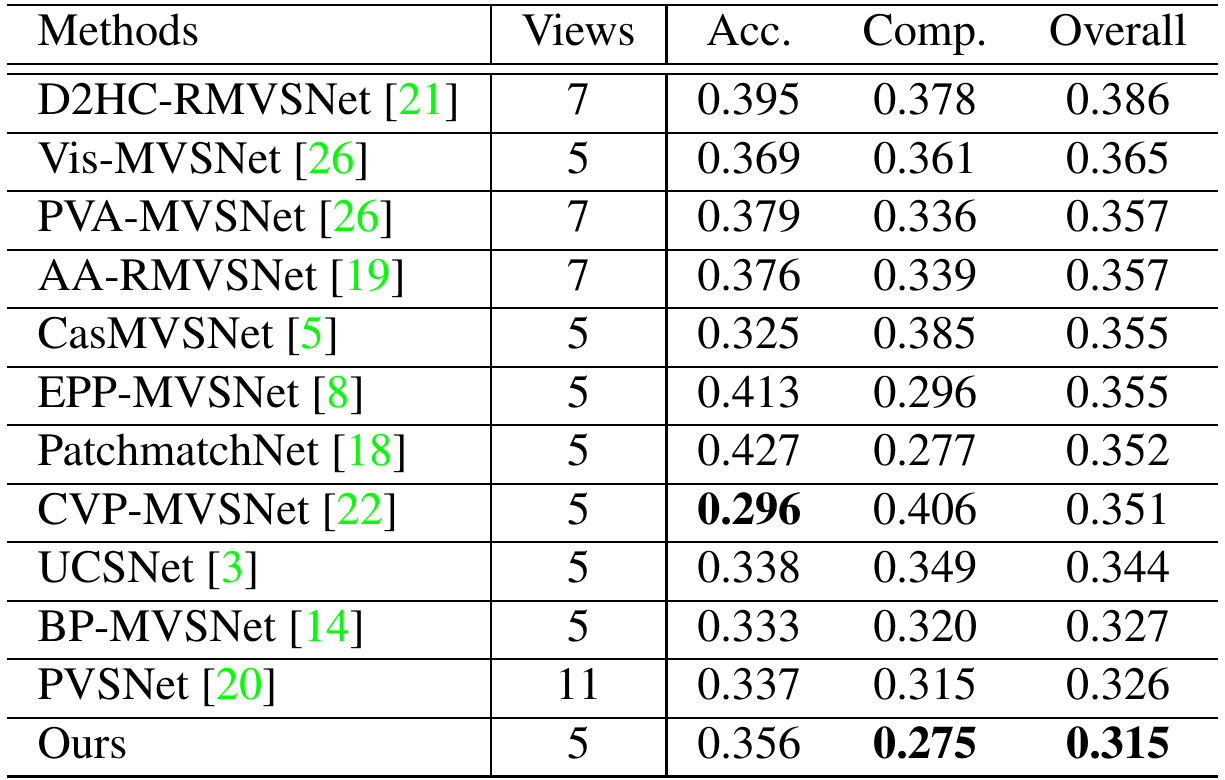 Methods Views Acc. Comp. Overall
D2HC-RMVSNet [21] 7 0.395 0.378 0.386
Vis-MVSNet [26] 5 0.369 0.361 0.365
PVA-MVSNet [26] 7 0.379 0.336 0.357
AA-RMVSNet [19] 7 0.376 0.339 0.357
CasMVSNet [5] 5 0.325 0.385 0.355
EPP-MVSNet [8] 5 0.413 0.296 0.355
PatchmatchNet [18] 5 0.427 0.277 0.352
CVP-MVSNet [22] 5 0.296 0.406 0.351
UCSNet [3] 5 0.338 0.349 0.344
BP-MVSNet [14] 5 0.333 0.320 0.327
PVSNet [20] 11 0.337 0.315 0.326
Ours 5 0.356 0.275 0.315